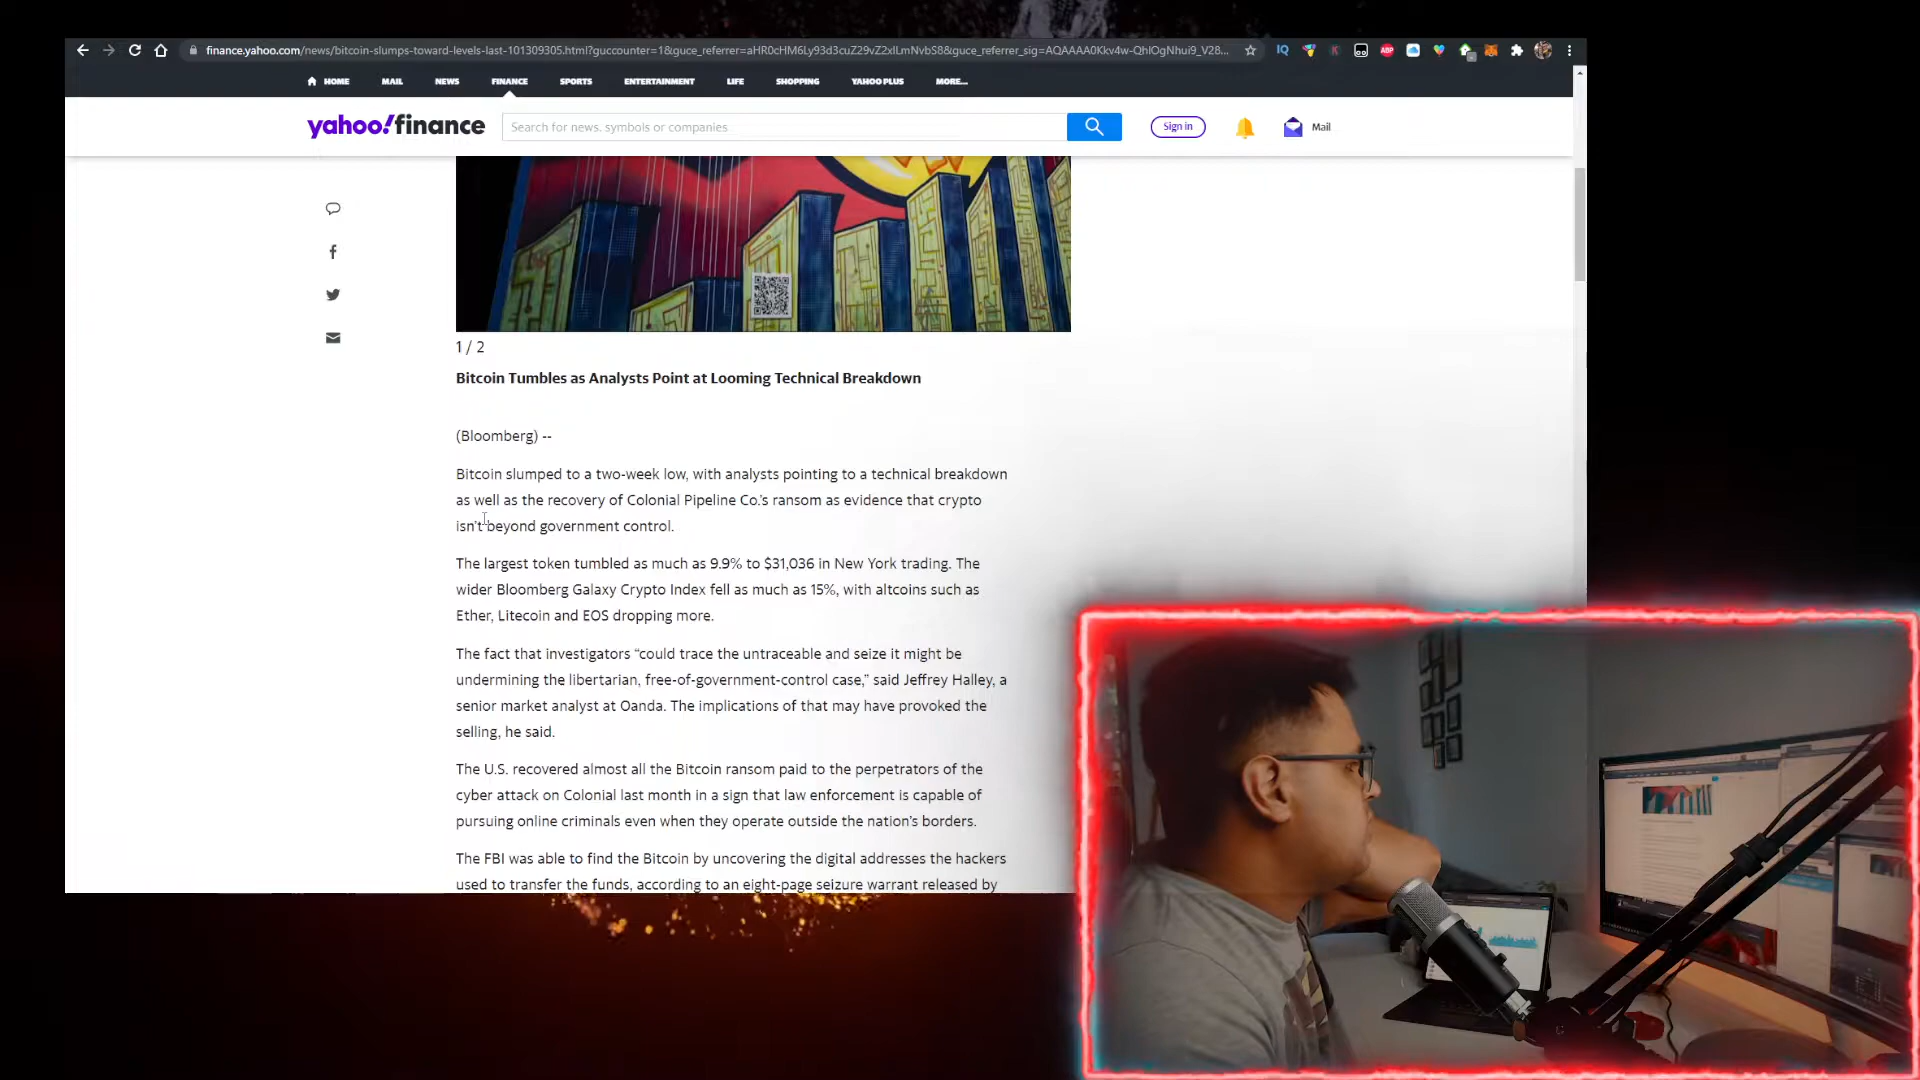 finance.yahoo.com/news/bitcoin-slumps-toward-levels-last-101309305.html?guccounter=1&guce_referrer=aHR0cHM6Ly93d3cuZ29vZ2xlLmNvbS8&guce_referrer_sig=AQAAAA0Kkv4w-QhlOgNhui9_V28...
HOME MAIL NEWS FINANCE SPORTS ENTERTAINMENT LIFE SHOPPING YAHOO PLUS MORE...
yahoo!finance Search for news, symbols or companies Sign in Mail
1 / 2
Bitcoin Tumbles as Analysts Point at Looming Technical Breakdown
(Bloomberg) --
Bitcoin slumped to a two-week low, with analysts pointing to a technical breakdown
as well as the recovery of Colonial Pipeline Co.'s ransom as evidence that crypto
isn't beyond government control.
The largest token tumbled as much as 9.9% to $31,036 in New York trading. The
wider Bloomberg Galaxy Crypto Index fell as much as 15%, with altcoins such as
Ether, Litecoin and EOS dropping more.
The fact that investigators “could trace the untraceable and seize it might be
undermining the libertarian, free-of-government-control case,” said Jeffrey Halley, a
senior market analyst at Oanda. The implications of that may have provoked the
selling, he said.
The U.S. recovered almost all the Bitcoin ransom paid to the perpetrators of the
cyber attack on Colonial last month in a sign that law enforcement is capable of
pursuing online criminals even when they operate outside the nation's borders.
The FBI was able to find the Bitcoin by uncovering the digital addresses the hackers
used to transfer the funds, according to an eight-page seizure warrant released by